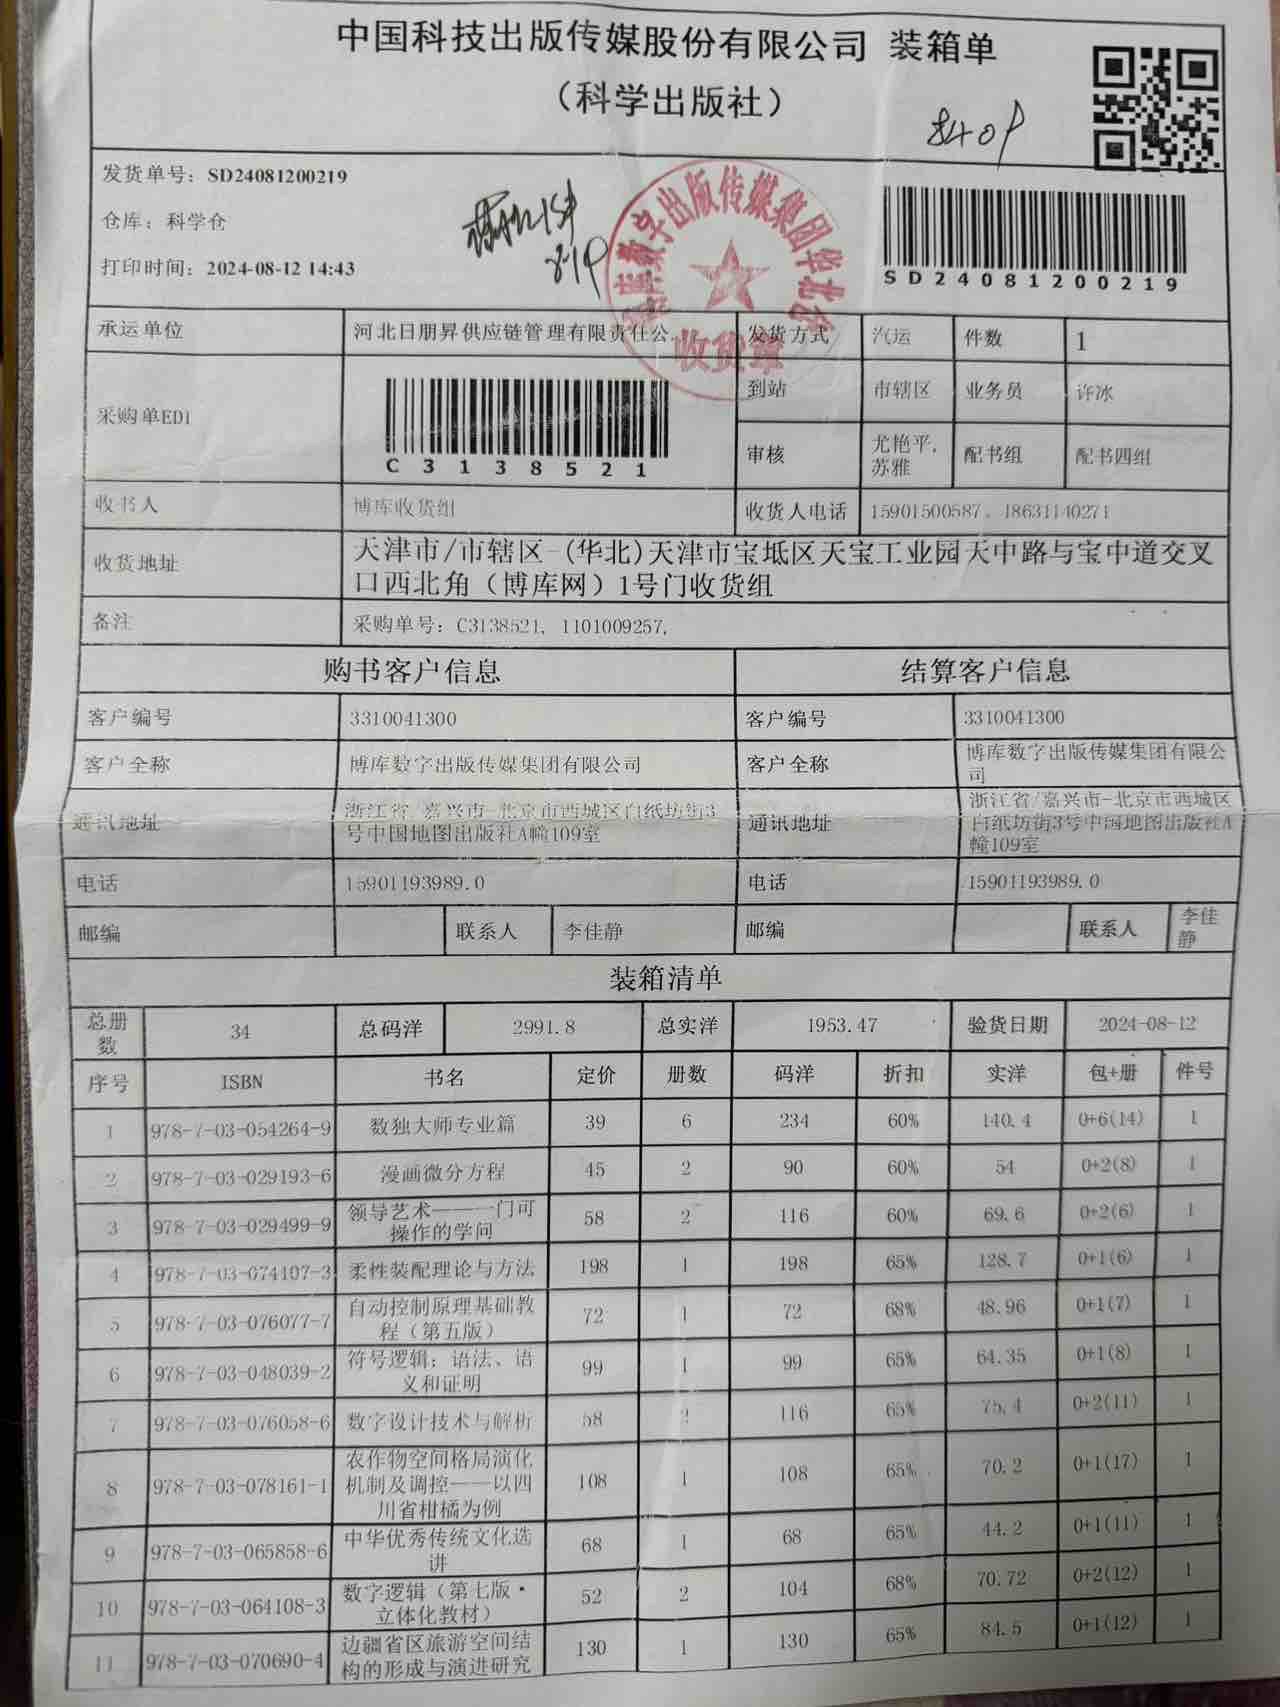 中国科技出版传媒股份有限公司 装箱单
（科学出版社）
发货单号：SD24081200219
仓库：科学仓
打印时间：2024-08-12 14:43
8-19
SD24081200219
博库数字出版传媒集团华北
收货章
承运单位 河北日朋昇供应链管理有限责任公 发货方式 汽运 件数 1
采购单EDI
C3138521
到站 市辖区 业务员 许冰
审核 尤艳平,苏雅 配书组 配书四组
收书人 博库收货组 收货人电话 15901500587, 18631140271
收货地址 天津市/市辖区-(华北)天津市宝坻区天宝工业园天中路与宝中道交叉
口西北角（博库网）1号门收货组
备注 采购单号：C3138521, 1101009257,
购书客户信息 结算客户信息
客户编号 3310041300 客户编号 3310041300
客户全称 博库数字出版传媒集团有限公司 客户全称 博库数字出版传媒集团有限公司
通讯地址 浙江省/嘉兴市-北京市西城区白纸坊街3号中国地图出版社A幢109室 通讯地址 浙江省/嘉兴市-北京市西城区白纸坊街3号中国地图出版社A幢109室
电话 15901193989.0 电话 15901193989.0
邮编 联系人 李佳静 邮编 联系人 李佳静
装箱清单
总册数 34 总码洋 2991.8 总实洋 1953.47 验货日期 2024-08-12
序号 ISBN 书名 定价 册数 码洋 折扣 实洋 包+册 件号
1 978-7-03-054264-9 数独大师专业篇 39 6 234 60% 140.4 0+6(14) 1
2 978-7-03-029193-6 漫画微分方程 45 2 90 60% 54 0+2(8) 1
3 978-7-03-029499-9 领导艺术——一门可操作的学问 58 2 116 60% 69.6 0+2(6) 1
4 978-7-03-074107-3 柔性装配理论与方法 198 1 198 65% 128.7 0+1(6) 1
5 978-7-03-076077-7 自动控制原理基础教程（第五版） 72 1 72 68% 48.96 0+1(7) 1
6 978-7-03-048039-2 符号逻辑：语法、语义和证明 99 1 99 65% 64.35 0+1(8) 1
7 978-7-03-076058-6 数字设计技术与解析 58 2 116 65% 75.4 0+2(11) 1
8 978-7-03-078161-1 农作物空间格局演化机制及调控——以四川省柑橘为例 108 1 108 65% 70.2 0+1(17) 1
9 978-7-03-065858-6 中华优秀传统文化选讲 68 1 68 65% 44.2 0+1(11) 1
10 978-7-03-064108-3 数字逻辑（第七版·立体化教材） 52 2 104 68% 70.72 0+2(12) 1
11 978-7-03-070690-4 边疆省区旅游空间结构的形成与演进研究 130 1 130 65% 84.5 0+1(12) 1